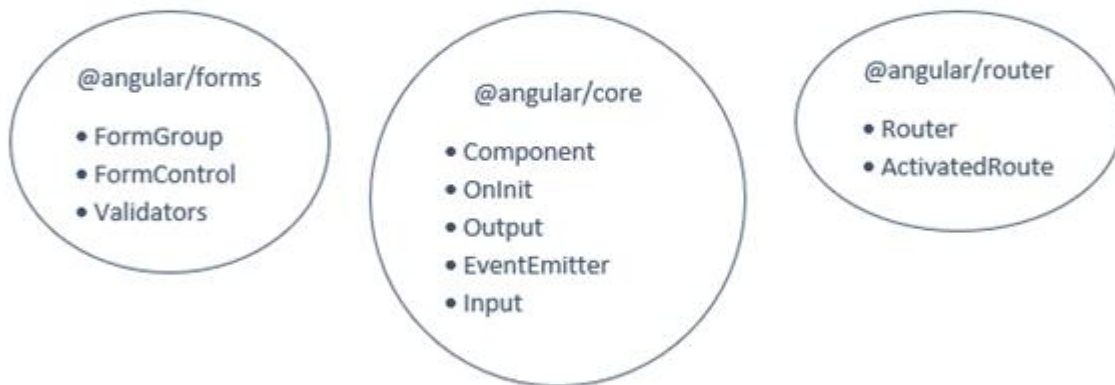 @angular/forms
• FormGroup
• FormControl
• Validators
@angular/core
• Component
• OnInit
• Output
• EventEmitter
• Input
@angular/router
• Router
• ActivatedRoute